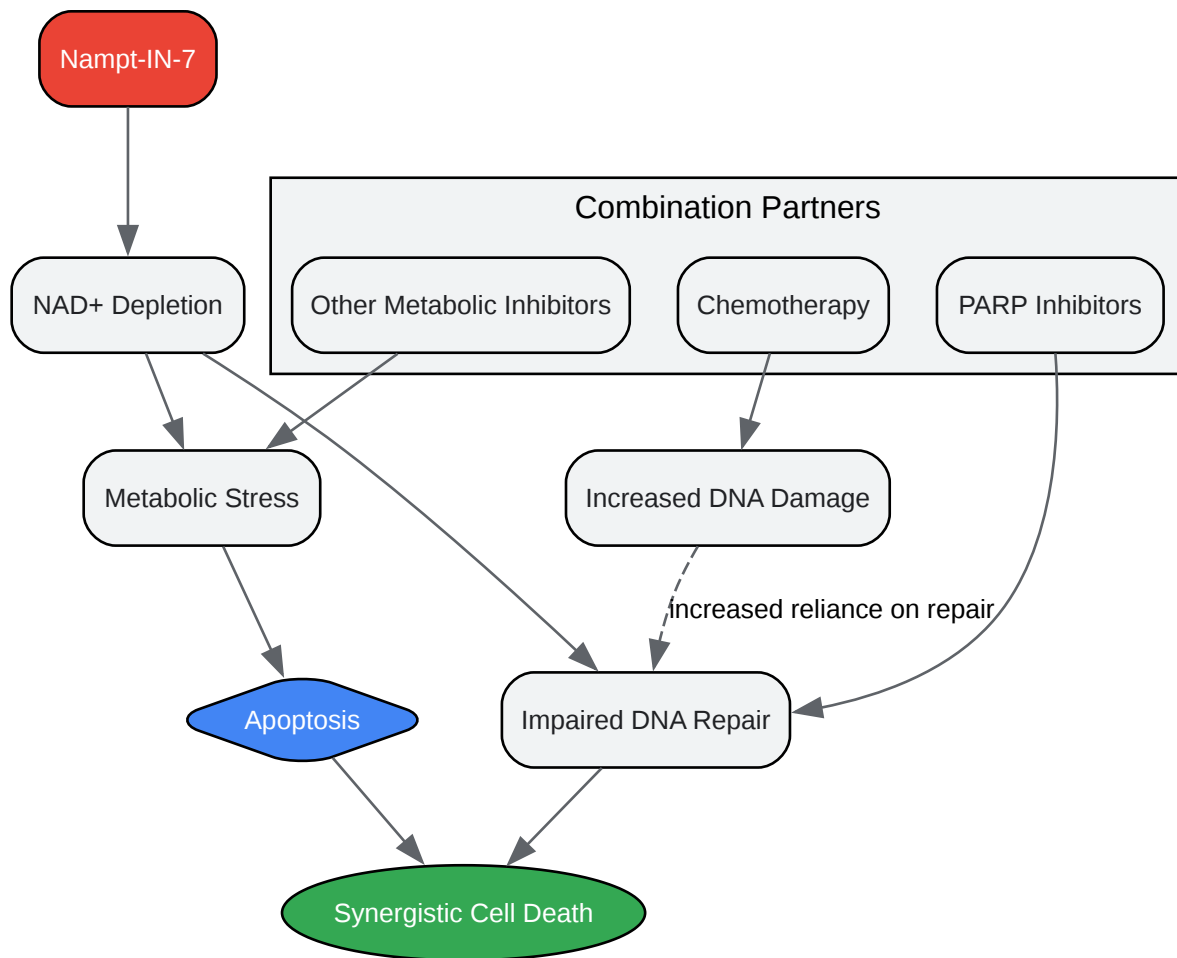 Nampt-IN-7
Combination Partners
NAD+ Depletion
Other Metabolic Inhibitors
Chemotherapy
PARP Inhibitors
Metabolic Stress
Increased DNA Damage
increased reliance on repair
Apoptosis
Impaired DNA Repair
Synergistic Cell Death